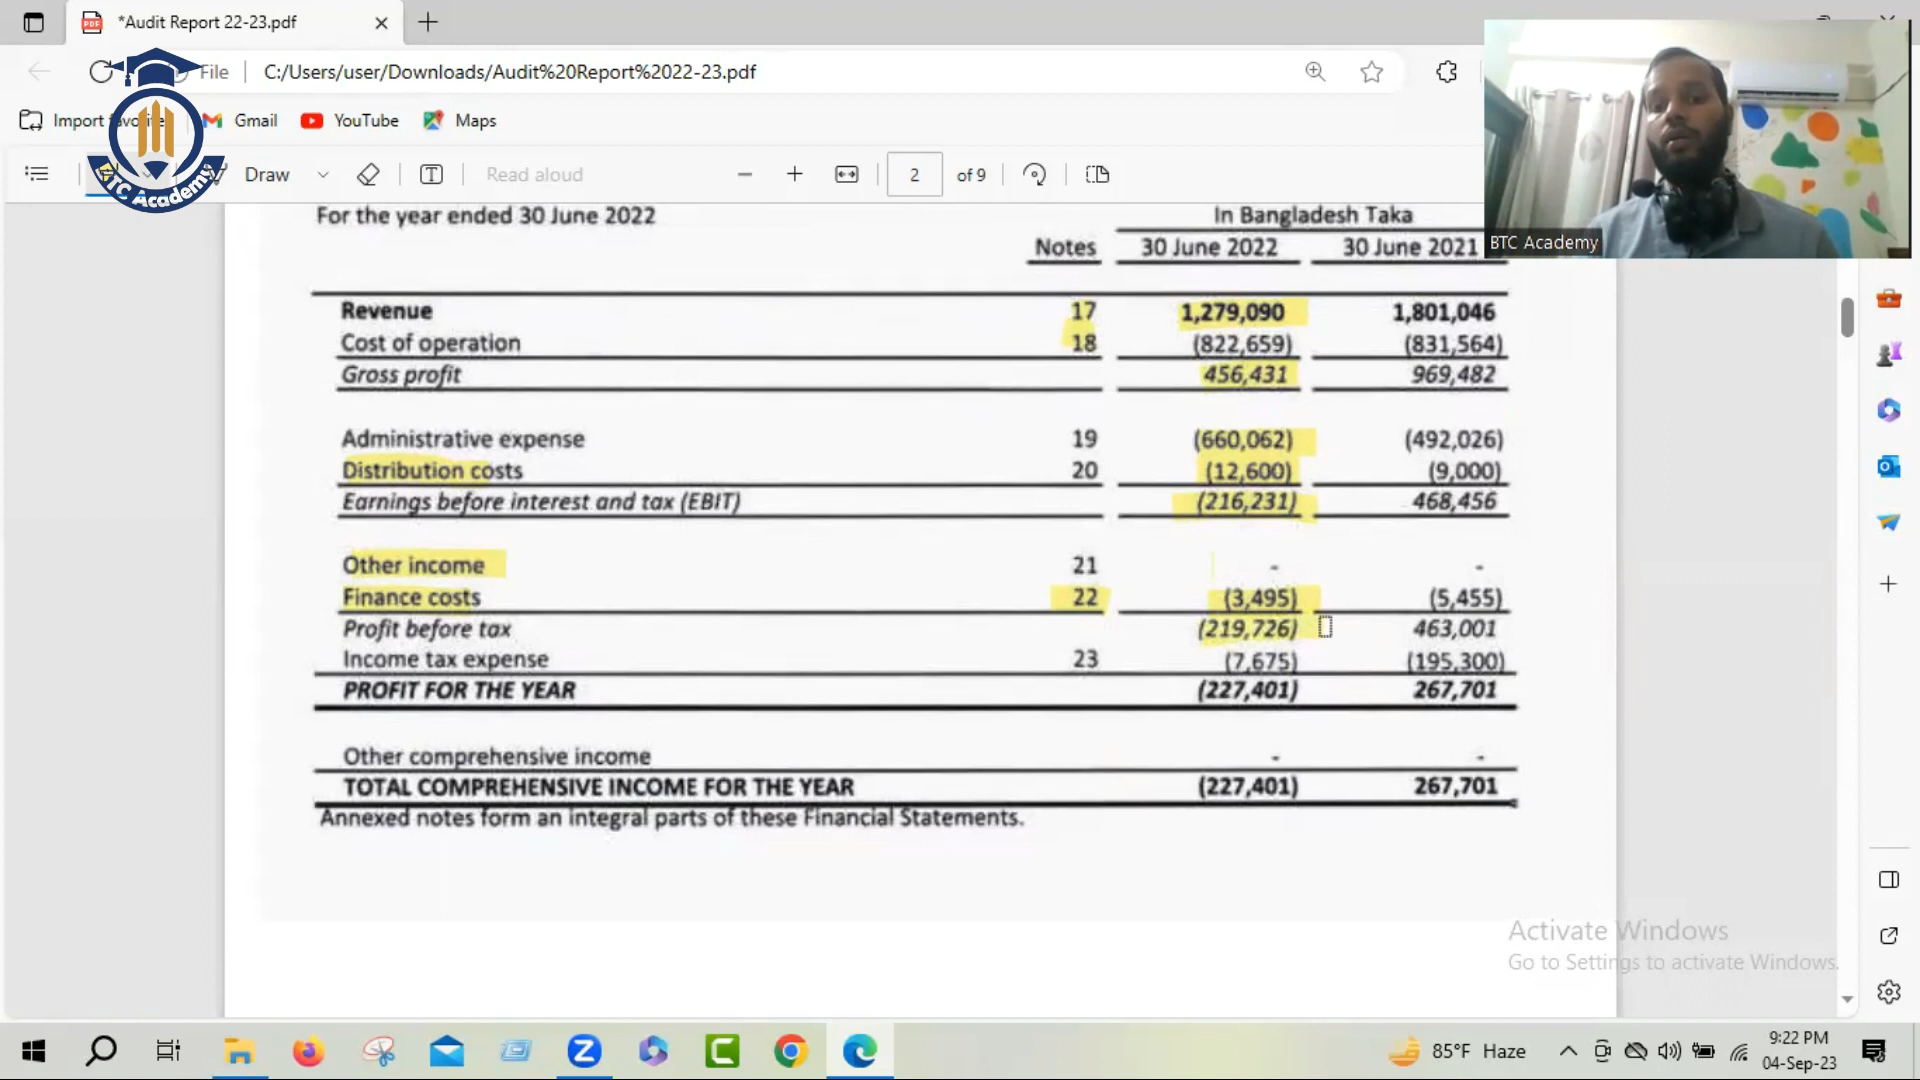 *Audit Report 22-23.pdf
File C:/Users/user/Downloads/Audit%20Report%2022-23.pdf
Import favorites Gmail YouTube Maps
Draw Read aloud 2 of 9
BTC Academy
BTC Academy
For the year ended 30 June 2022 In Bangladesh Taka
Notes 30 June 2022 30 June 2021
Revenue 17 1,279,090 1,801,046
Cost of operation 18 (822,659) (831,564)
Gross profit 456,431 969,482
Administrative expense 19 (660,062) (492,026)
Distribution costs 20 (12,600) (9,000)
Earnings before interest and tax (EBIT) (216,231) 468,456
Other income 21 - -
Finance costs 22 (3,495) (5,455)
Profit before tax (219,726) 463,001
Income tax expense 23 (7,675) (195,300)
PROFIT FOR THE YEAR (227,401) 267,701
Other comprehensive income - -
TOTAL COMPREHENSIVE INCOME FOR THE YEAR (227,401) 267,701
Annexed notes form an integral parts of these Financial Statements.
Activate Windows
Go to Settings to activate Windows.
85°F Haze 9:22 PM
04-Sep-23